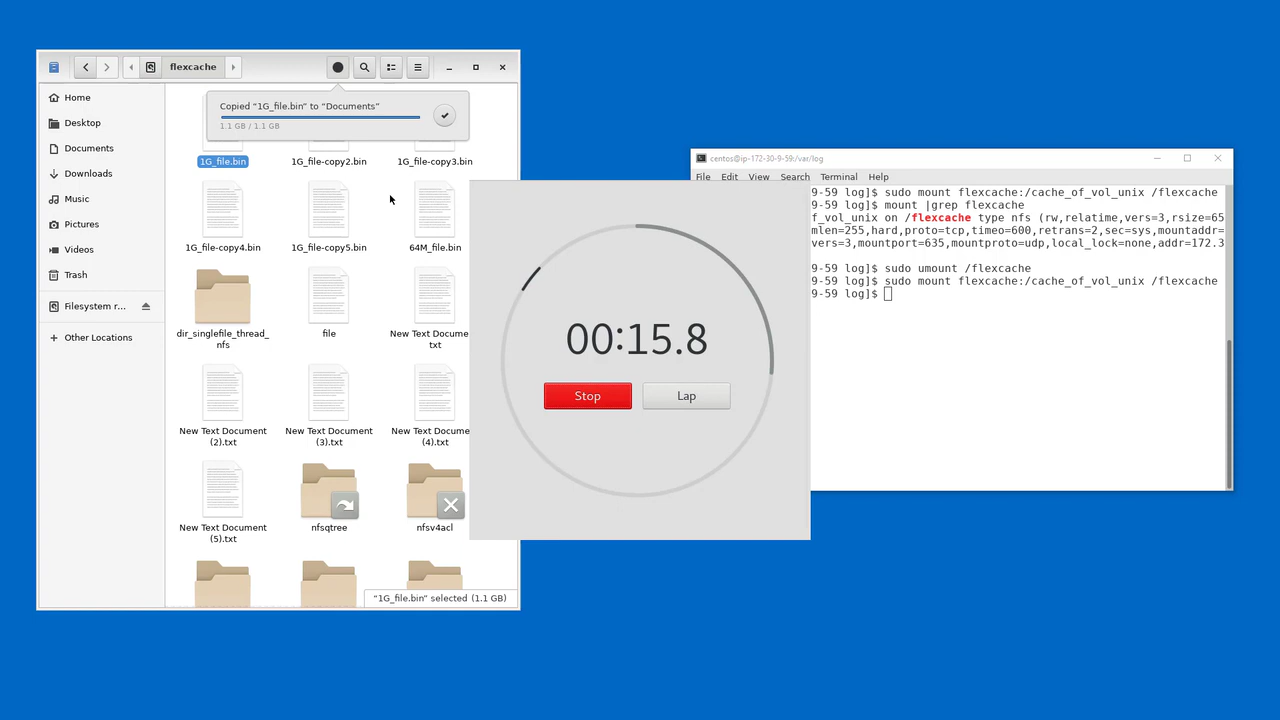 flexcache
Copied “1G_file.bin” to “Documents”
1.1 GB / 1.1 GB
Home
Desktop
Documents
Downloads
Music
Pictures
Videos
Trash
Filesystem r...
Other Locations
1G_file.bin
1G_file-copy2.bin
1G_file-copy3.bin
1G_file-copy4.bin
1G_file-copy5.bin
64M_file.bin
dir_singlefile_thread_
nfs
file
New Text Docume
txt
New Text Document
(2).txt
New Text Document
(3).txt
New Text Docume
(4).txt
New Text Document
(5).txt
nfsqtree
nfsv4acl
“1G_file.bin” selected (1.1 GB)
00:15.8
Stop
Lap
centos@ip-172-30-9-59:/var/log
File Edit View Search Terminal Help
9-59 log]$ sudo mount flexcache:/cache_of_vol_unix /flexcache
9-59 log]$ mount |grep flexcache
f_vol_unix on /flexcache type nfs (rw,relatime,vers=3,rsize=65
mlen=255,hard,proto=tcp,timeo=600,retrans=2,sec=sys,mountaddr=
vers=3,mountport=635,mountproto=udp,local_lock=none,addr=172.3
9-59 log]$ sudo umount /flexcache
9-59 log]$ sudo mount flexcache:/cache_of_vol_unix /flexcache
9-59 log]$